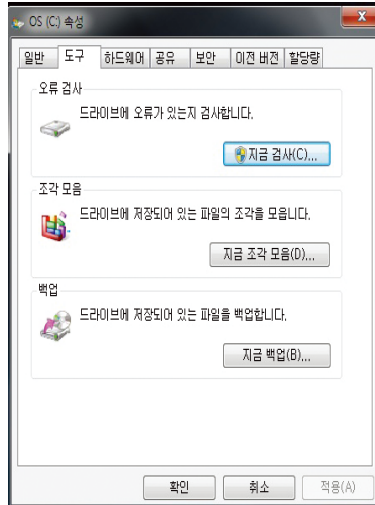 OS (C:) 속성
일반 도구 하드웨어 공유 보안 이전 버전 할당량
오류 검사
드라이브에 오류가 있는지 검사합니다.
지금 검사(C)...
조각 모음
드라이브에 저장되어 있는 파일의 조각을 모읍니다.
지금 조각 모음(D)...
백업
드라이브에 저장되어 있는 파일을 백업합니다.
지금 백업(B)...
확인 취소 적용(A)